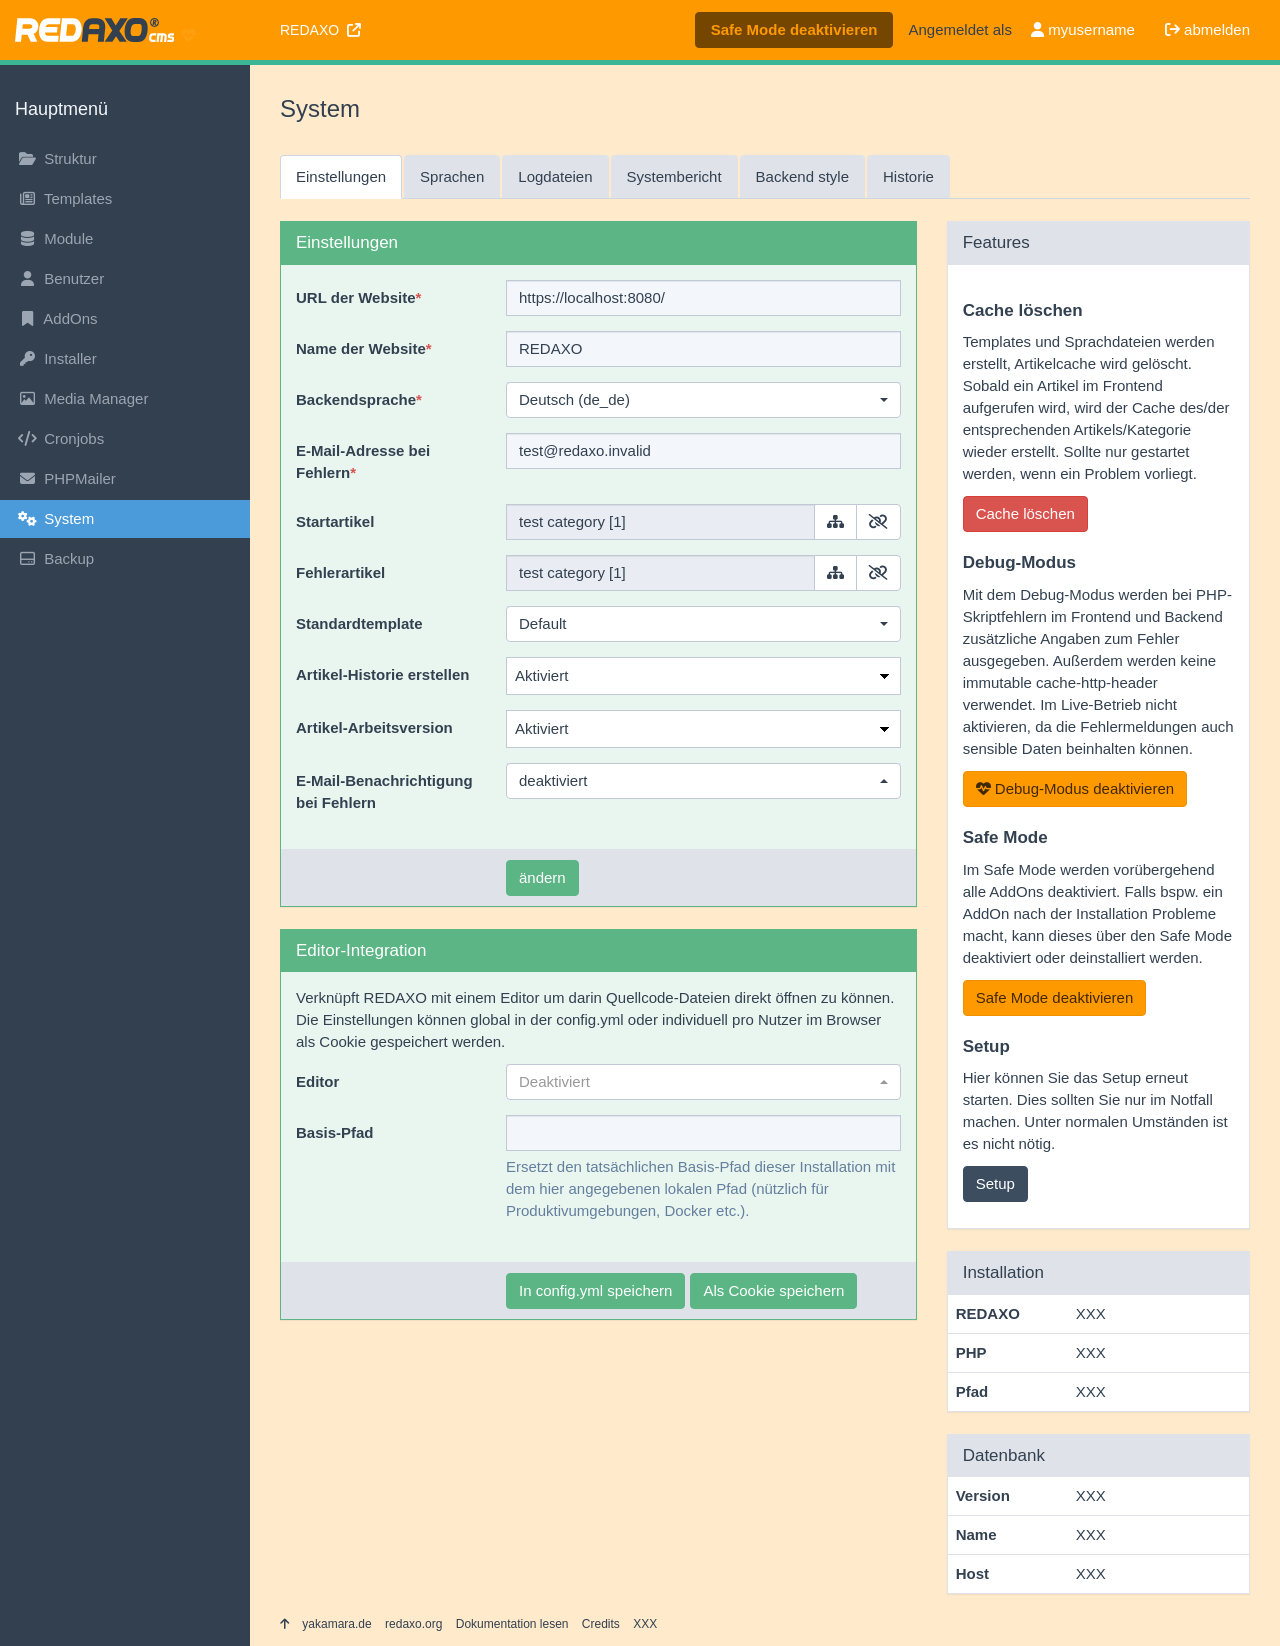 REDAXO® cms
REDAXO
Safe Mode deaktivieren
Angemeldet als
myusername
abmelden
Hauptmenü
Struktur
Templates
Module
Benutzer
AddOns
Installer
Media Manager
Cronjobs
PHPMailer
System
Backup
System
Einstellungen
Sprachen
Logdateien
Systembericht
Backend style
Historie
Einstellungen
URL der Website*
https://localhost:8080/
Name der Website*
REDAXO
Backendsprache*
Deutsch (de_de)
E-Mail-Adresse bei
Fehlern*
test@redaxo.invalid
Startartikel
test category [1]
Fehlerartikel
test category [1]
Standardtemplate
Default
Artikel-Historie erstellen
Aktiviert
Artikel-Arbeitsversion
Aktiviert
E-Mail-Benachrichtigung
bei Fehlern
deaktiviert
ändern
Editor-Integration
Verknüpft REDAXO mit einem Editor um darin Quellcode-Dateien direkt öffnen zu können.
Die Einstellungen können global in der config.yml oder individuell pro Nutzer im Browser
als Cookie gespeichert werden.
Editor
Deaktiviert
Basis-Pfad
Ersetzt den tatsächlichen Basis-Pfad dieser Installation mit
dem hier angegebenen lokalen Pfad (nützlich für
Produktivumgebungen, Docker etc.).
In config.yml speichern
Als Cookie speichern
Features
Cache löschen
Templates und Sprachdateien werden
erstellt, Artikelcache wird gelöscht.
Sobald ein Artikel im Frontend
aufgerufen wird, wird der Cache des/der
entsprechenden Artikels/Kategorie
wieder erstellt. Sollte nur gestartet
werden, wenn ein Problem vorliegt.
Cache löschen
Debug-Modus
Mit dem Debug-Modus werden bei PHP-
Skriptfehlern im Frontend und Backend
zusätzliche Angaben zum Fehler
ausgegeben. Außerdem werden keine
immutable cache-http-header
verwendet. Im Live-Betrieb nicht
aktivieren, da die Fehlermeldungen auch
sensible Daten beinhalten können.
Debug-Modus deaktivieren
Safe Mode
Im Safe Mode werden vorübergehend
alle AddOns deaktiviert. Falls bspw. ein
AddOn nach der Installation Probleme
macht, kann dieses über den Safe Mode
deaktiviert oder deinstalliert werden.
Safe Mode deaktivieren
Setup
Hier können Sie das Setup erneut
starten. Dies sollten Sie nur im Notfall
machen. Unter normalen Umständen ist
es nicht nötig.
Setup
Installation
REDAXO XXX
PHP XXX
Pfad XXX
Datenbank
Version XXX
Name XXX
Host XXX
yakamara.de redaxo.org Dokumentation lesen Credits XXX